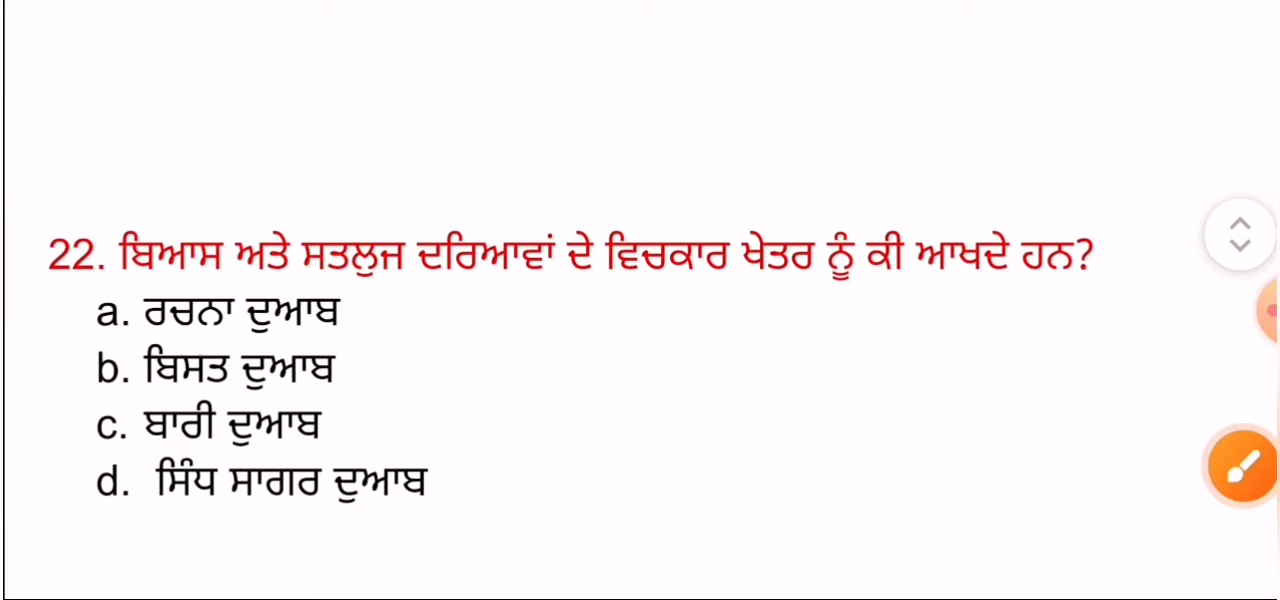 22. ਬਿਆਸ ਅਤੇ ਸਤਲੁਜ ਦਰਿਆਵਾਂ ਦੇ ਵਿਚਕਾਰ ਖੇਤਰ ਨੂੰ ਕੀ ਆਖਦੇ ਹਨ?
a. ਰਚਨਾ ਦੁਆਬ
b. ਬਿਸਤ ਦੁਆਬ
c. ਬਾਰੀ ਦੁਆਬ
d. ਸਿੰਧ ਸਾਗਰ ਦੁਆਬ